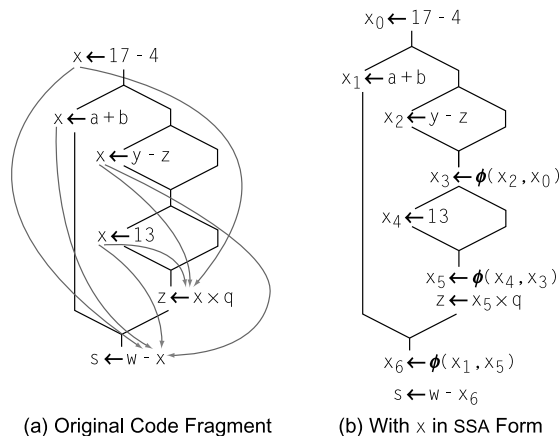 x ← 17 - 4
x ← a + b
x ← y - z
x ← 13
z ← x × q
s ← w - x
(a) Original Code Fragment
x₀ ← 17 - 4
x₁ ← a + b
x₂ ← y - z
x₃ ← ϕ(x₂,x₀)
x₄ ← 13
x₅ ← ϕ(x₄,x₃)
z ← x₅ × q
x₆ ← ϕ(x₁,x₅)
s ← w - x₆
(b) With x in SSA Form